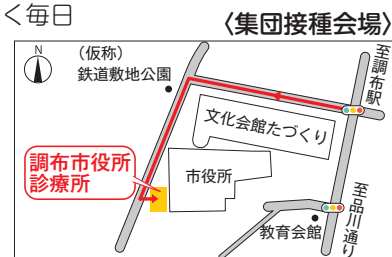 <毎日
〈集団接種会場〉
N
(仮称)
鉄道敷地公園
至調布駅
文化会館たづくり
調布市役所
診療所
市役所
至品川通り
教育会館